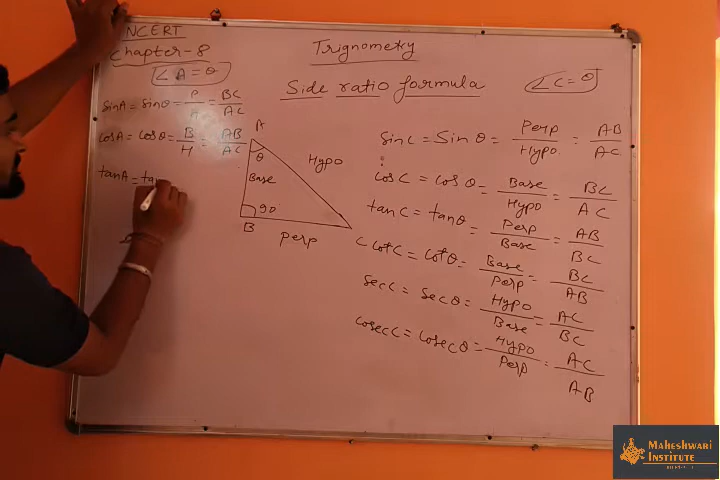 NCERT
Chapter-8
Trignometry
Side ratio formula
∠A = θ
∠C = θ
sinA = sinθ = P/H = BC/AC
cosA = cosθ = B/H = AB/AC
tanA = tan
A
θ
Hypo
Base
90
B
Perp
C
sinC = Sinθ = Perp/Hypo = AB/AC
cosC = cosθ = Base/Hypo = BC/AC
tanC = tanθ = Perp/Base = AB/BC
cotC = cotθ = Base/Perp = BC/AB
secC = secθ = Hypo/Base = AC/BC
cosecC = cosecθ = Hypo/Perp = AC/AB
Maheshwari
Institute